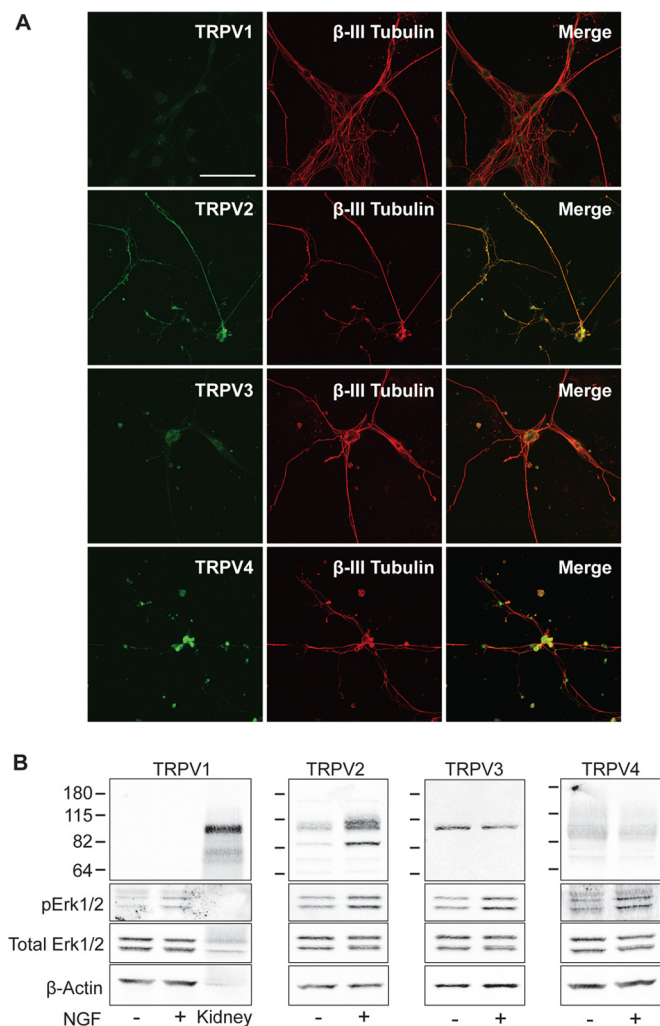 A
TRPV1 β-III Tubulin Merge
TRPV2 β-III Tubulin Merge
TRPV3 β-III Tubulin Merge
TRPV4 β-III Tubulin Merge
B
TRPV1 TRPV2 TRPV3 TRPV4
180
115
82
64
pErk1/2
Total Erk1/2
β-Actin
NGF - + Kidney - + - + - +